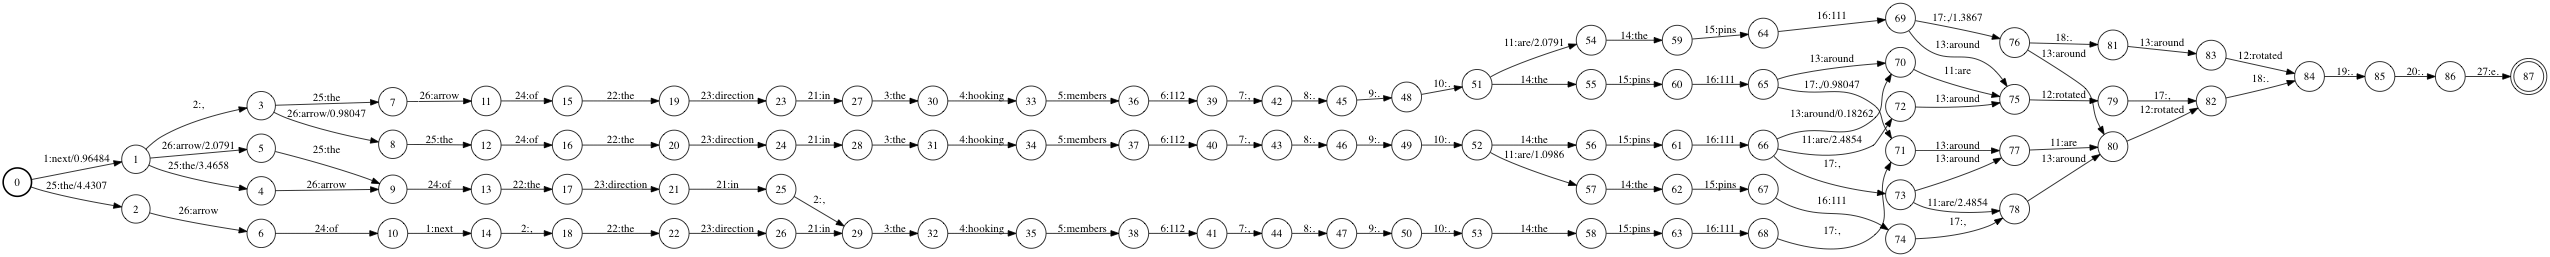 54 59 64 16:111 69 17:,/1.3867 76 18:. 81 13:around 83 12:rotated
11:are/2.0791 14:the 15:pins 13:around 13:around
2:, 3 25:the 7 26:arrow 11 24:of 15 22:the 19 23:direction 23 21:in 27 3:the 30 4:hooking 33 5:members 36 6:112 39 7:, 42 8:. 45 9:. 48 10:. 51 14:the 55 15:pins 60 16:111 65 13:around 70 11:are 75 12:rotated 79 17:, 82 18:. 84 19:. 85 20:. 86 27:e. 87
26:arrow/0.98047 17:,/0.98047 72 13:around 12:rotated
8 25:the 12 24:of 16 22:the 20 23:direction 24 21:in 28 3:the 31 4:hooking 34 5:members 37 6:112 40 7:, 43 8:. 46 9:. 49 10:. 52 14:the 56 15:pins 61 16:111 66 13:around/0.18262 11:are/2.4854 17:, 71 13:around 77 11:are 80
0 1:next/0.96484 1 26:arrow/2.0791 5 25:the 11:are/1.0986 13:around 13:around
25:the/3.4658 4 26:arrow 9 24:of 13 22:the 17 23:direction 21 21:in 25 2:, 57 14:the 62 15:pins 67 16:111 73 11:are/2.4854 78
25:the/4.4307 2 26:arrow 17:,
6 24:of 10 1:next 14 2:, 18 22:the 22 23:direction 26 21:in 29 3:the 32 4:hooking 35 5:members 38 6:112 41 7:, 44 8:. 47 9:. 50 10:. 53 14:the 58 15:pins 63 16:111 68 17:, 74